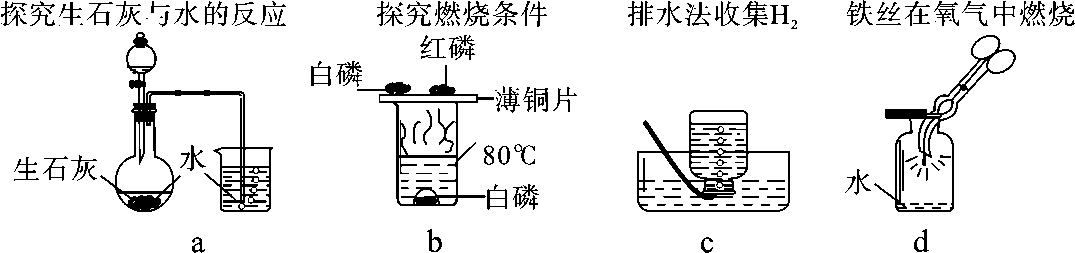 探究生石灰与水的反应
生石灰
水
a
探究燃烧条件
白磷
红磷
薄铜片
80℃
白磷
b
排水法收集H₂
c
铁丝在氧气中燃烧
水
d